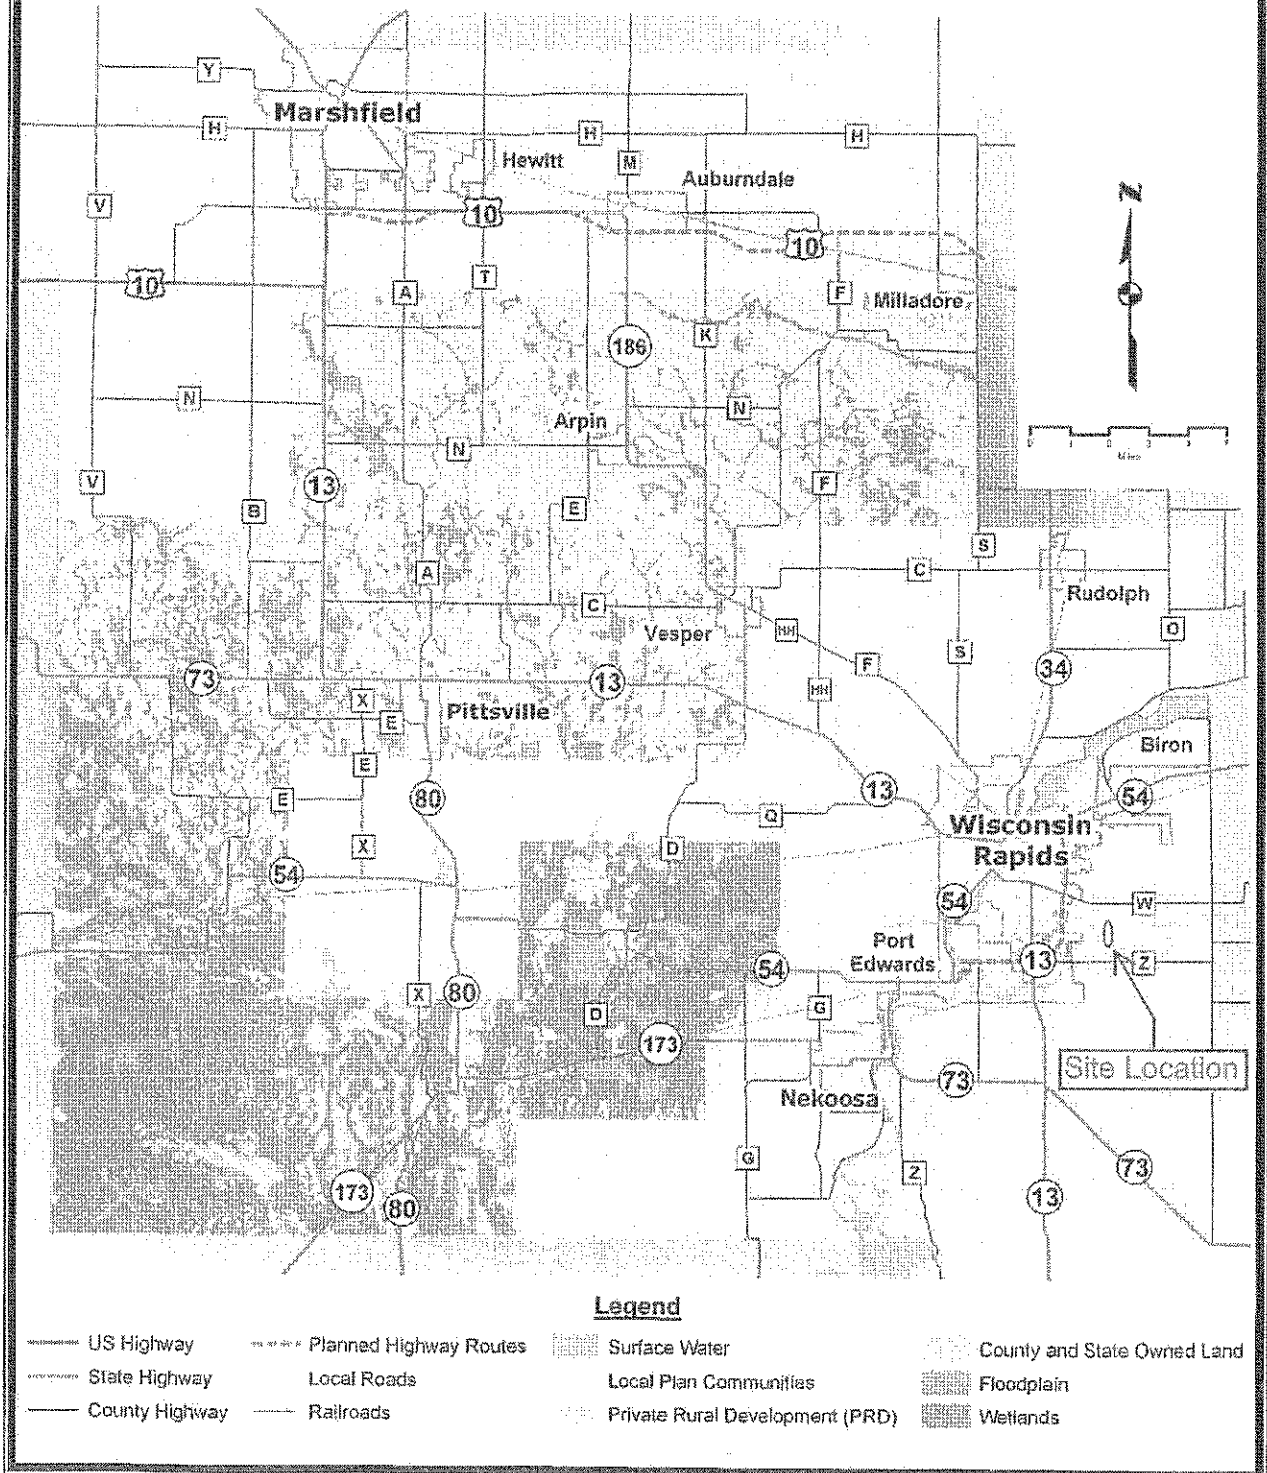 Y
Marshfield
H
H
H
Hewitt
M
Auburndale
V
10
10
10
A
T
F
Milladore
N
186
K
N
Arpin
N
N
V
13
F
B
E
Miles
S
A
C
C
Rudolph
Vesper
HH
O
F
S
73
13
HH
34
X
Pittsville
E
Biron
E
E
80
13
54
Q
Wisconsin
Rapids
X
D
54
54
W
Port
Edwards
54
13
Z
X
80
G
D
173
Site Location
73
Nekoosa
G
Z
73
173
80
13
Legend
US Highway
Planned Highway Routes
Surface Water
County and State Owned Land
State Highway
Local Roads
Local Plan Communities
Floodplain
County Highway
Railroads
Private Rural Development (PRD)
Wetlands